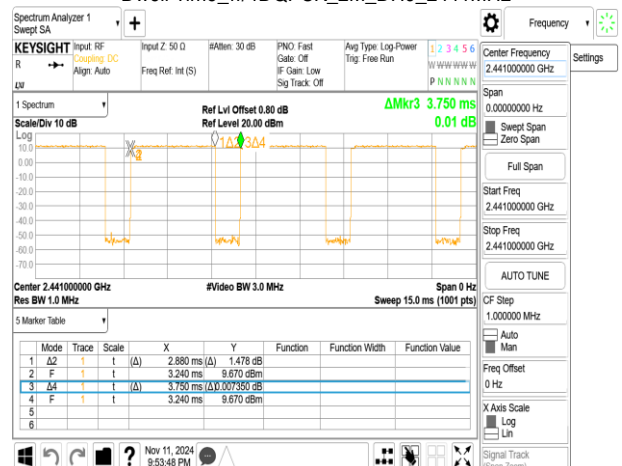 Spectrum Analyzer 1
Swept SA
+
Frequency
KEYSIGHT
Input: RF
Input Z: 50 Ω
#Atten: 30 dB
PNO: Fast
Avg Type: Log-Power
1 2 3 4 5 6
R
Coupling: DC
Gate: Off
Trig: Free Run
Align: Auto
Freq Ref: Int (S)
IF Gain: Low
W W W W W W
Sig Track: Off
P N N N N N
Center Frequency
2.441000000 GHz
Settings
1 Spectrum
Ref Lvl Offset 0.80 dB
ΔMkr3 3.750 ms
Scale/Div 10 dB
Ref Level 20.00 dBm
0.01 dB
Span
0.00000000 Hz
Swept Span
Zero Span
Log
10.0
0.00
-10.0
-20.0
-30.0
-40.0
-50.0
-60.0
-70.0
1Δ2
3Δ4
Full Span
Start Freq
2.441000000 GHz
Stop Freq
2.441000000 GHz
AUTO TUNE
Center 2.441000000 GHz
#Video BW 3.0 MHz
Span 0 Hz
Res BW 1.0 MHz
Sweep 15.0 ms (1001 pts)
CF Step
1.000000 MHz
Auto
Man
5 Marker Table
Mode Trace Scale X Y Function Function Width Function Value
1 Δ2 1 t (Δ) 2.880 ms (Δ) 1.478 dB
2 F 1 t 3.240 ms 9.670 dBm
3 Δ4 1 t (Δ) 3.750 ms (Δ) 0.007350 dB
4 F 1 t 3.240 ms 9.670 dBm
5
6
Freq Offset
0 Hz
X Axis Scale
Log
Lin
Signal Track
?
Nov 11, 2024
9:53:48 PM